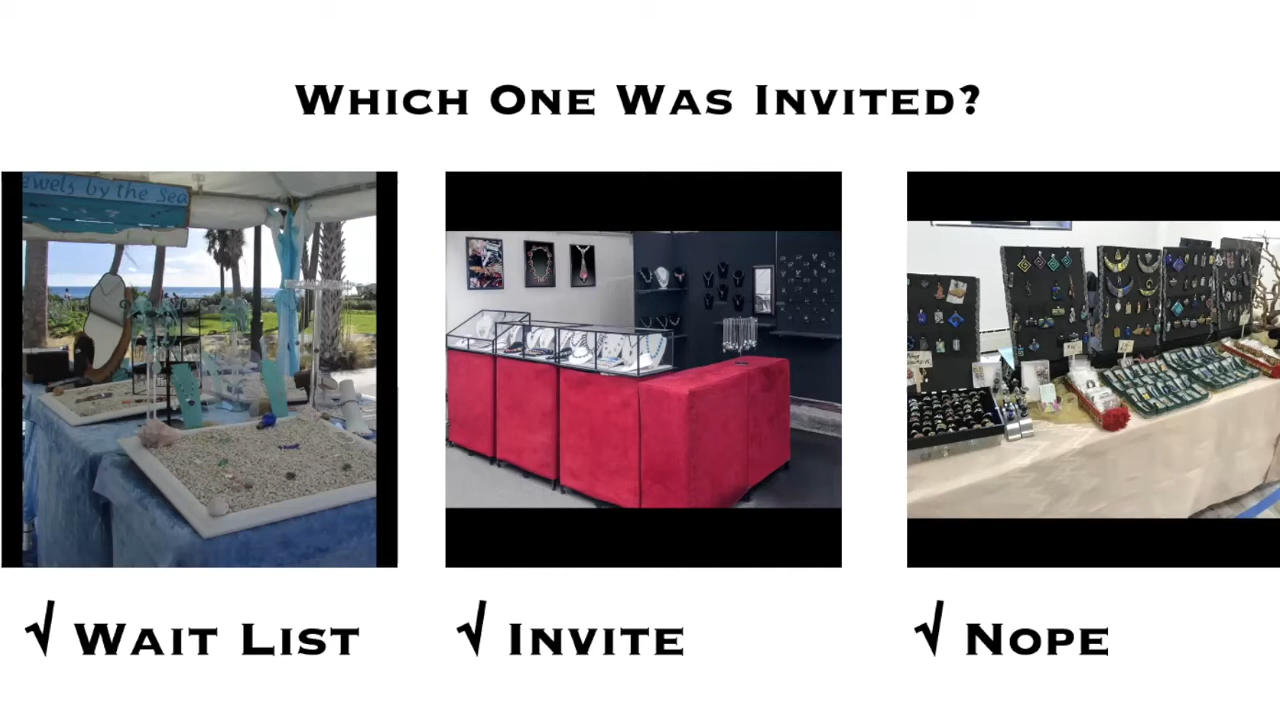 Which One Was Invited?
ewels by the Sea
√ Wait List
√ Invite
√ Nope